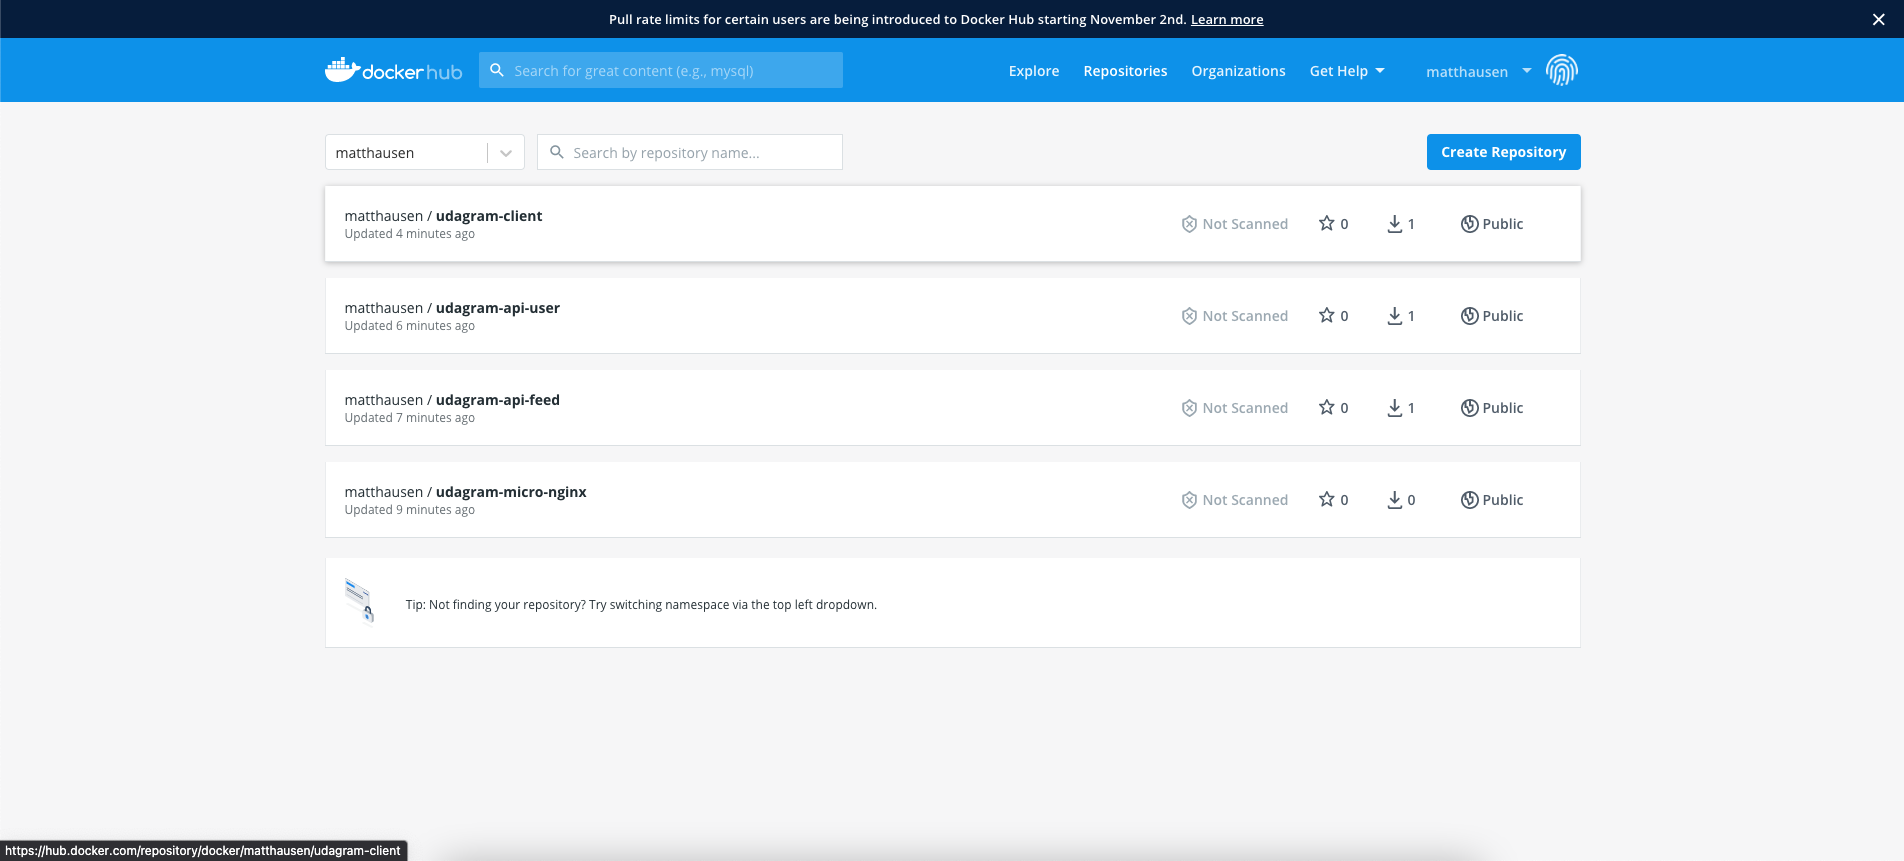 Pull rate limits for certain users are being introduced to Docker Hub starting November 2nd. Learn more
docker hub
Search for great content (e.g., mysql)
Explore Repositories Organizations Get Help matthausen
matthausen
Search by repository name...
Create Repository
matthausen / udagram-client
Updated 4 minutes ago
Not Scanned 0 1 Public
matthausen / udagram-api-user
Updated 6 minutes ago
Not Scanned 0 1 Public
matthausen / udagram-api-feed
Updated 7 minutes ago
Not Scanned 0 1 Public
matthausen / udagram-micro-nginx
Updated 9 minutes ago
Not Scanned 0 0 Public
Tip: Not finding your repository? Try switching namespace via the top left dropdown.
https://hub.docker.com/repository/docker/matthausen/udagram-client